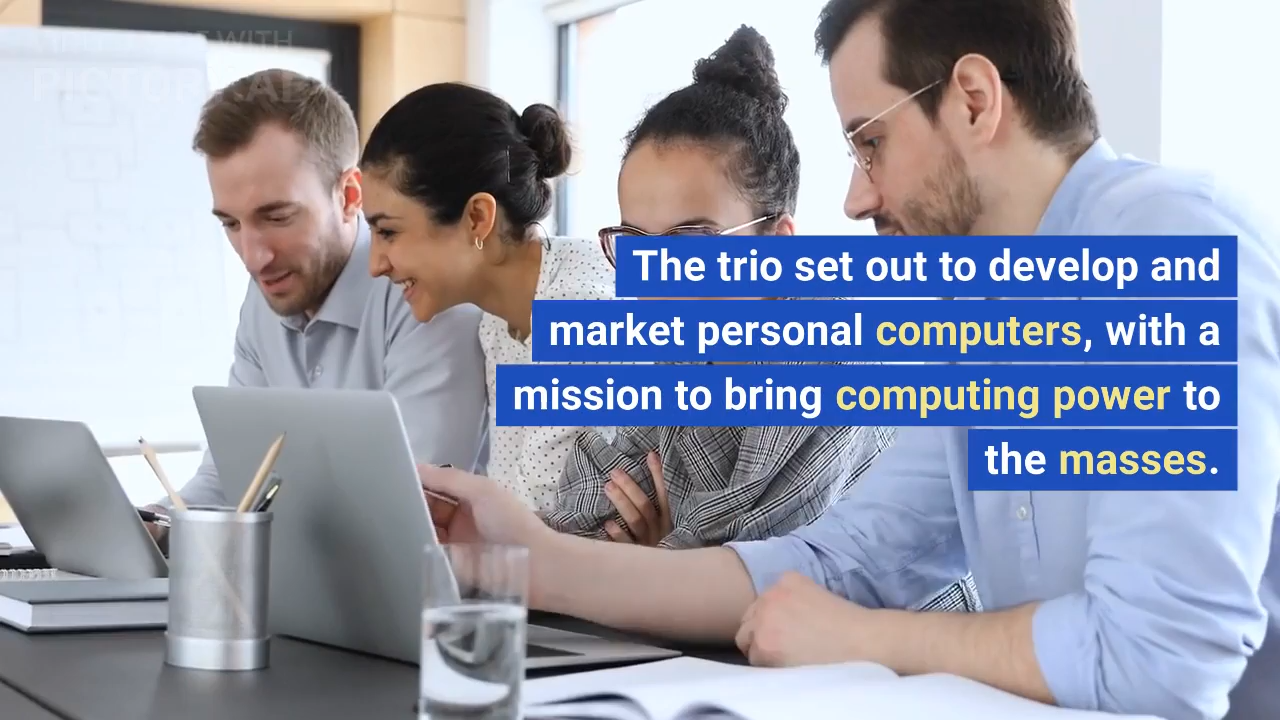 The trio set out to develop and
market personal computers, with a
mission to bring computing power to
the masses.